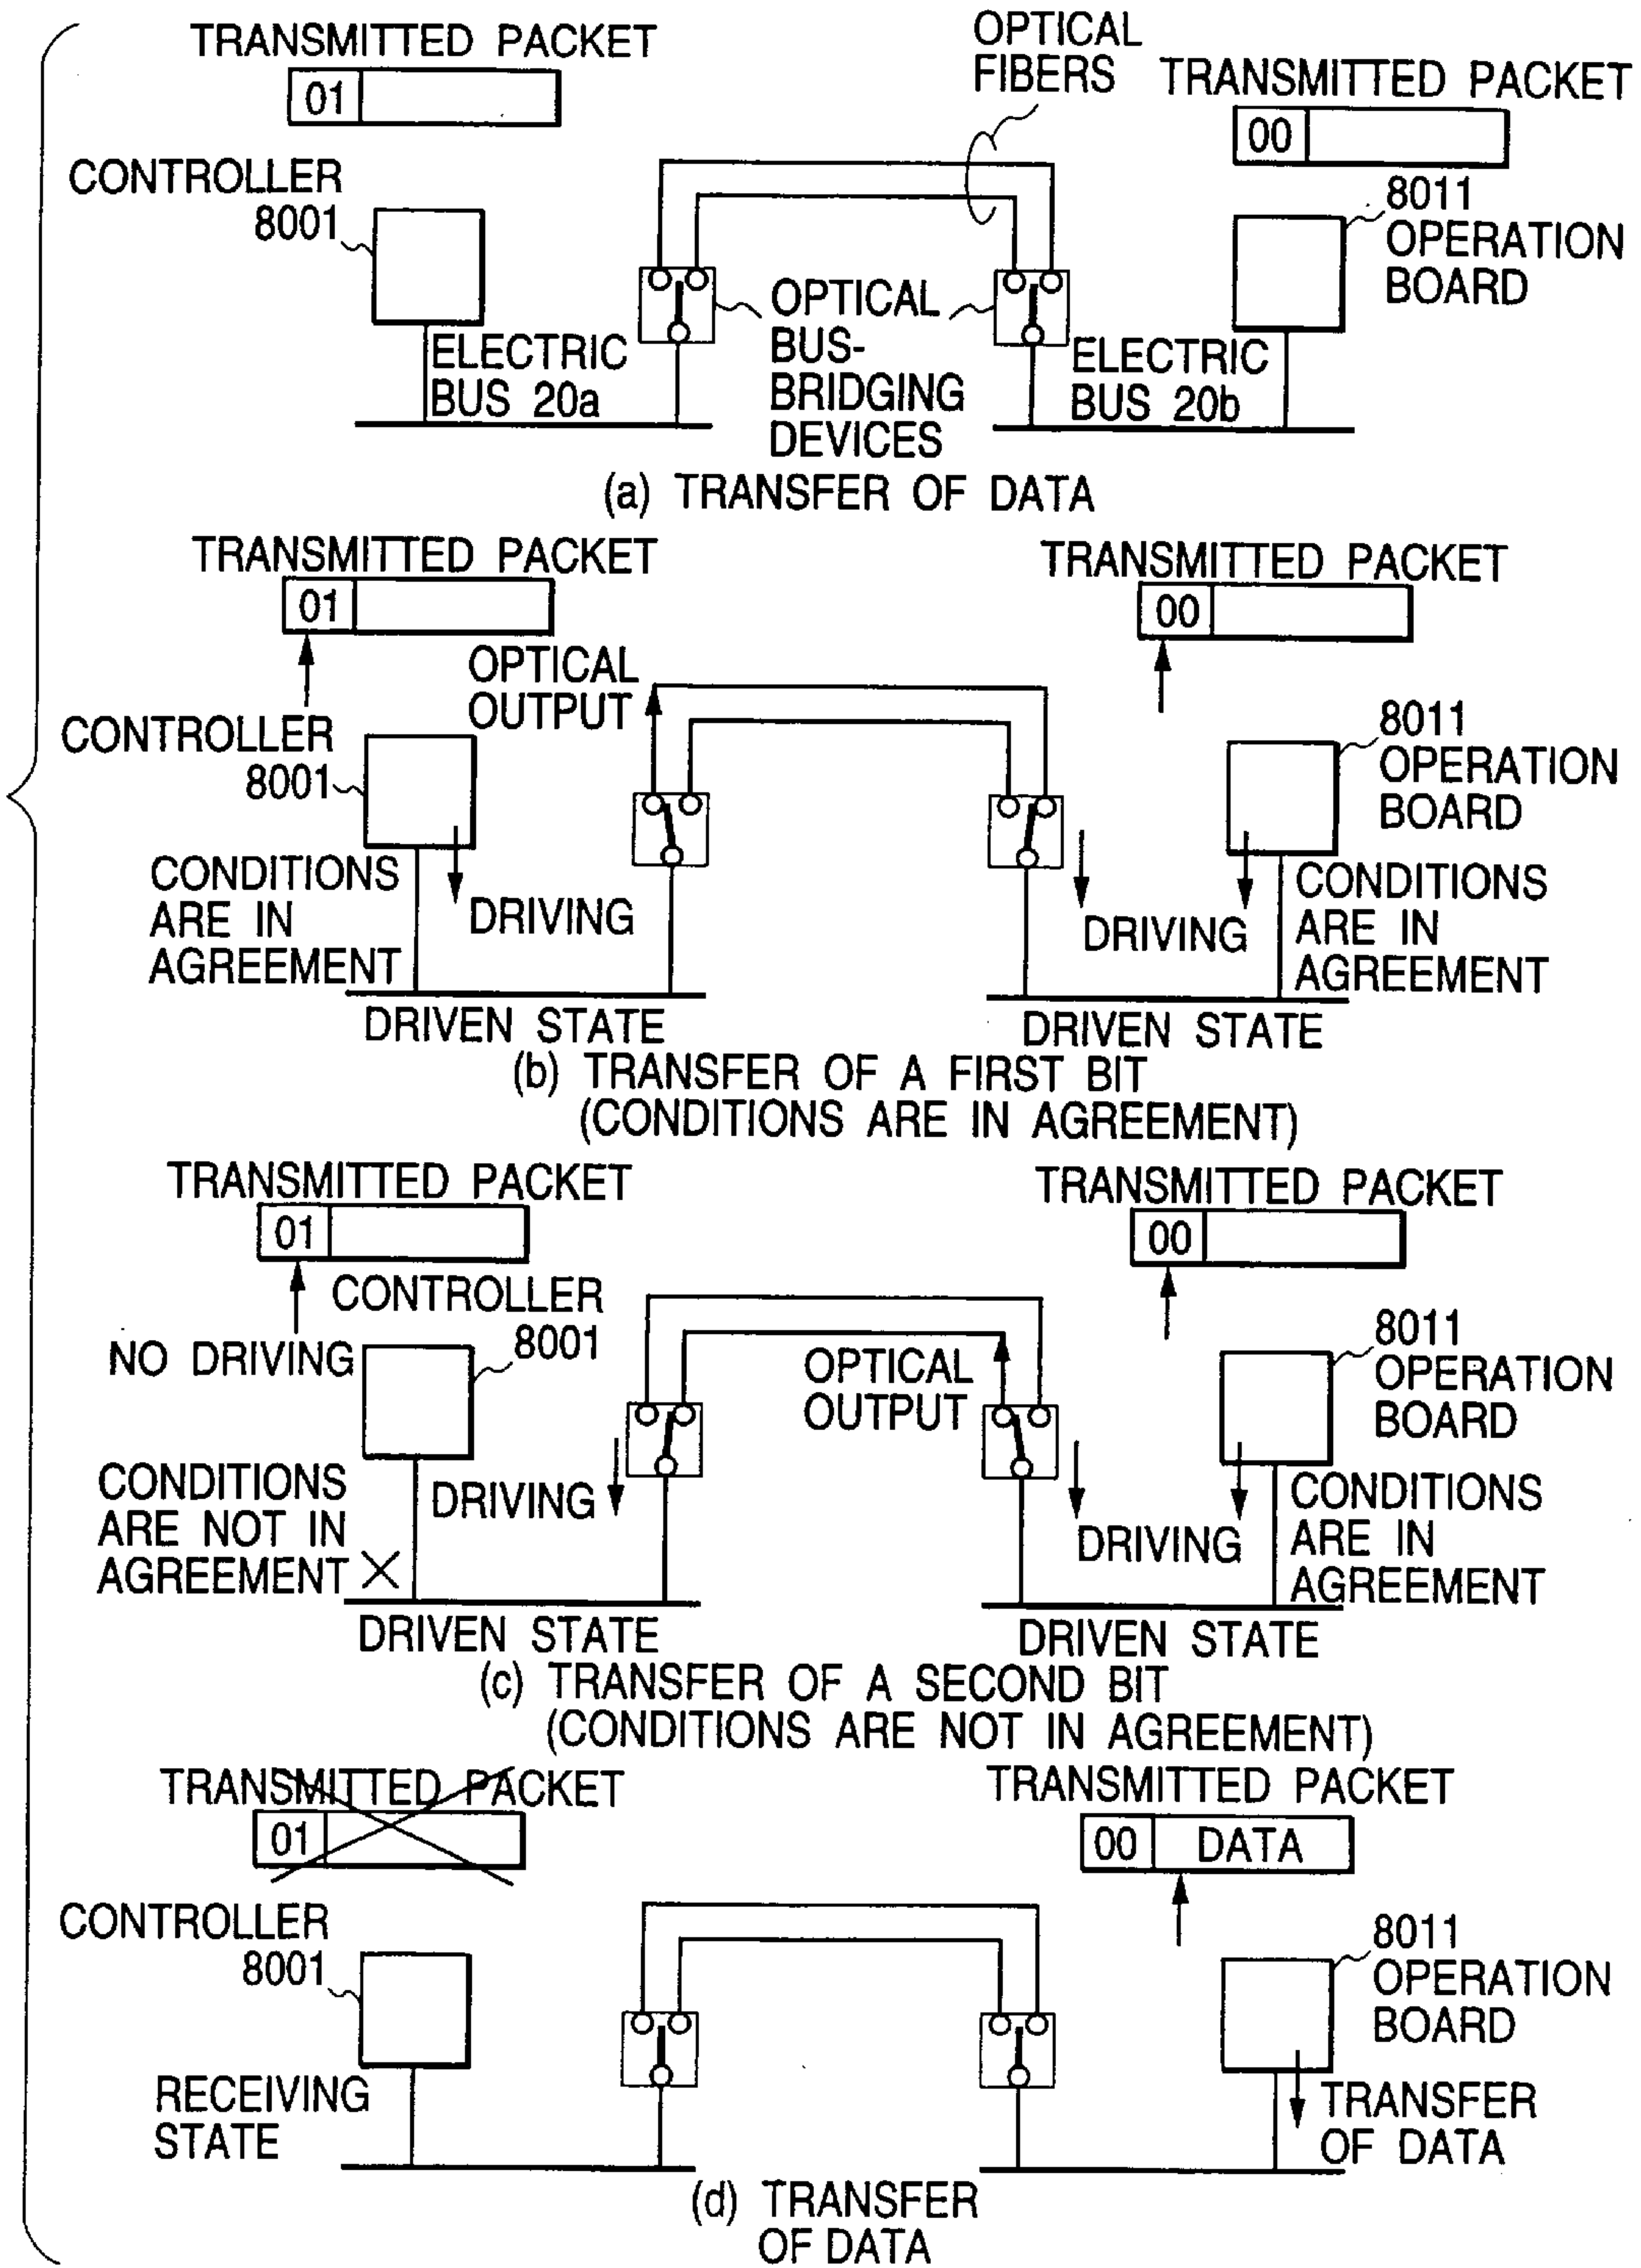 TRANSMITTED PACKET
01
OPTICAL
FIBERS
TRANSMITTED PACKET
00
CONTROLLER
8001
8011
OPERATION
BOARD
ELECTRIC
BUS 20a
OPTICAL
BUS-
BRIDGING
DEVICES
ELECTRIC
BUS 20b
(a) TRANSFER OF DATA
TRANSMITTED PACKET
01
TRANSMITTED PACKET
00
OPTICAL
OUTPUT
CONTROLLER
8001
8011
OPERATION
BOARD
CONDITIONS
ARE IN
AGREEMENT
DRIVING
DRIVING
CONDITIONS
ARE IN
AGREEMENT
DRIVEN STATE
DRIVEN STATE
(b) TRANSFER OF A FIRST BIT
(CONDITIONS ARE IN AGREEMENT)
TRANSMITTED PACKET
01
TRANSMITTED PACKET
00
CONTROLLER
8001
NO DRIVING
OPTICAL
OUTPUT
8011
OPERATION
BOARD
CONDITIONS
ARE NOT IN
AGREEMENT
DRIVING
DRIVING
CONDITIONS
ARE IN
AGREEMENT
DRIVEN STATE
DRIVEN STATE
(c) TRANSFER OF A SECOND BIT
(CONDITIONS ARE NOT IN AGREEMENT)
TRANSMITTED PACKET
01
TRANSMITTED PACKET
00 DATA
CONTROLLER
8001
8011
OPERATION
BOARD
RECEIVING
STATE
TRANSFER
OF DATA
(d) TRANSFER
OF DATA